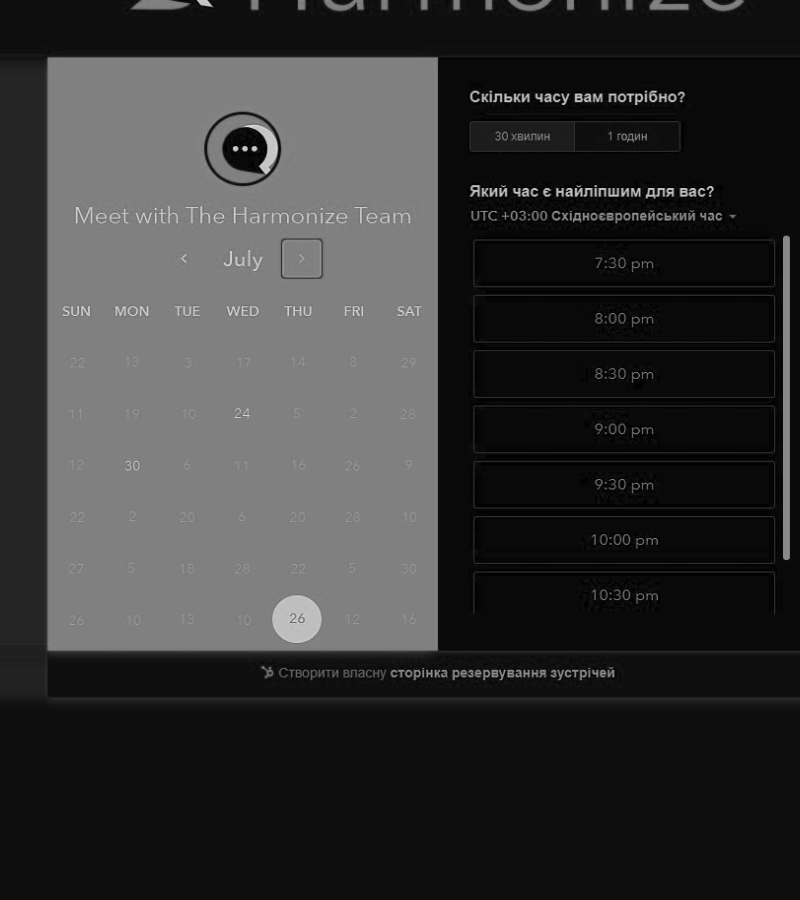 Harmonize
Meet with The Harmonize Team
July
SUN MON TUE WED THU FRI SAT
22 13 3 17 14 8 29
11 19 10 24 5 2 28
12 30 6 11 16 26 9
22 2 20 6 20 28 10
27 5 18 28 22 5 30
26 10 13 10 26 12 16
Скільки часу вам потрібно?
30 хвилин 1 годин
Який час є найліпшим для вас?
UTC +03:00 Східноєвропейський час
7:30 pm
8:00 pm
8:30 pm
9:00 pm
9:30 pm
10:00 pm
10:30 pm
Створити власну сторінка резервування зустрічей